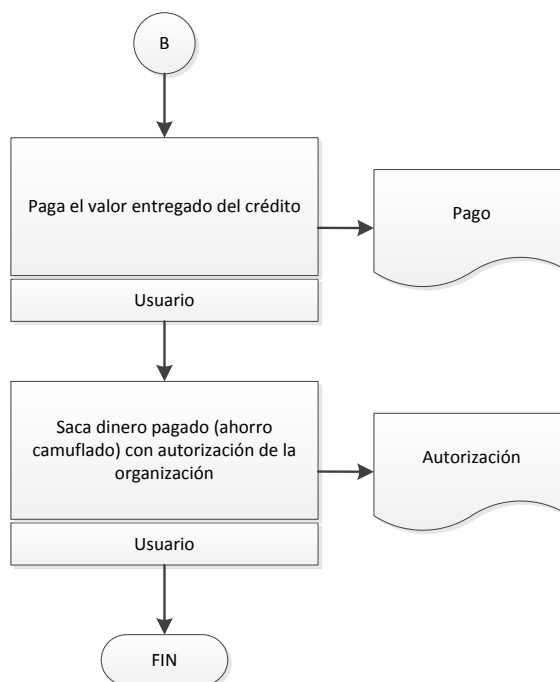 B
Paga el valor entregado del crédito
Pago
Usuario
Saca dinero pagado (ahorro
camuflado) con autorización de la
organización
Autorización
Usuario
FIN